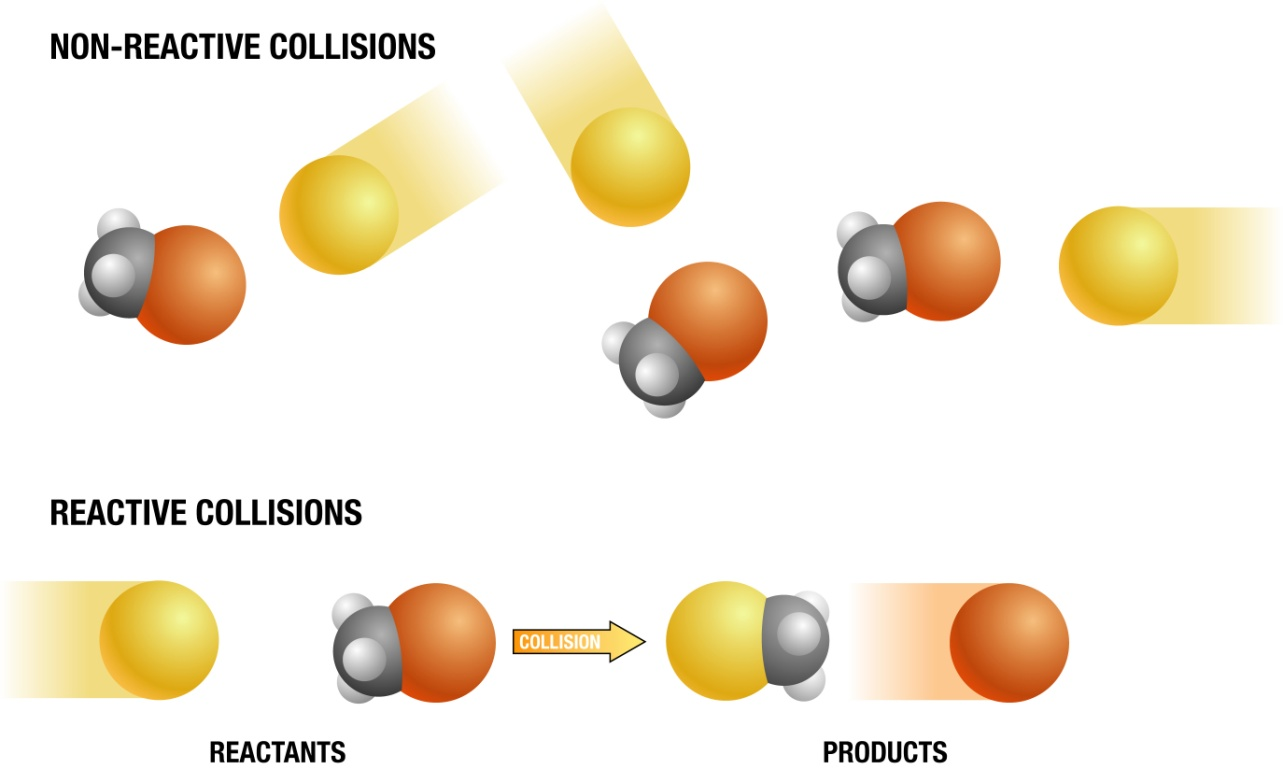 NON-REACTIVE COLLISIONS
REACTIVE COLLISIONS
COLLISION
REACTANTS
PRODUCTS